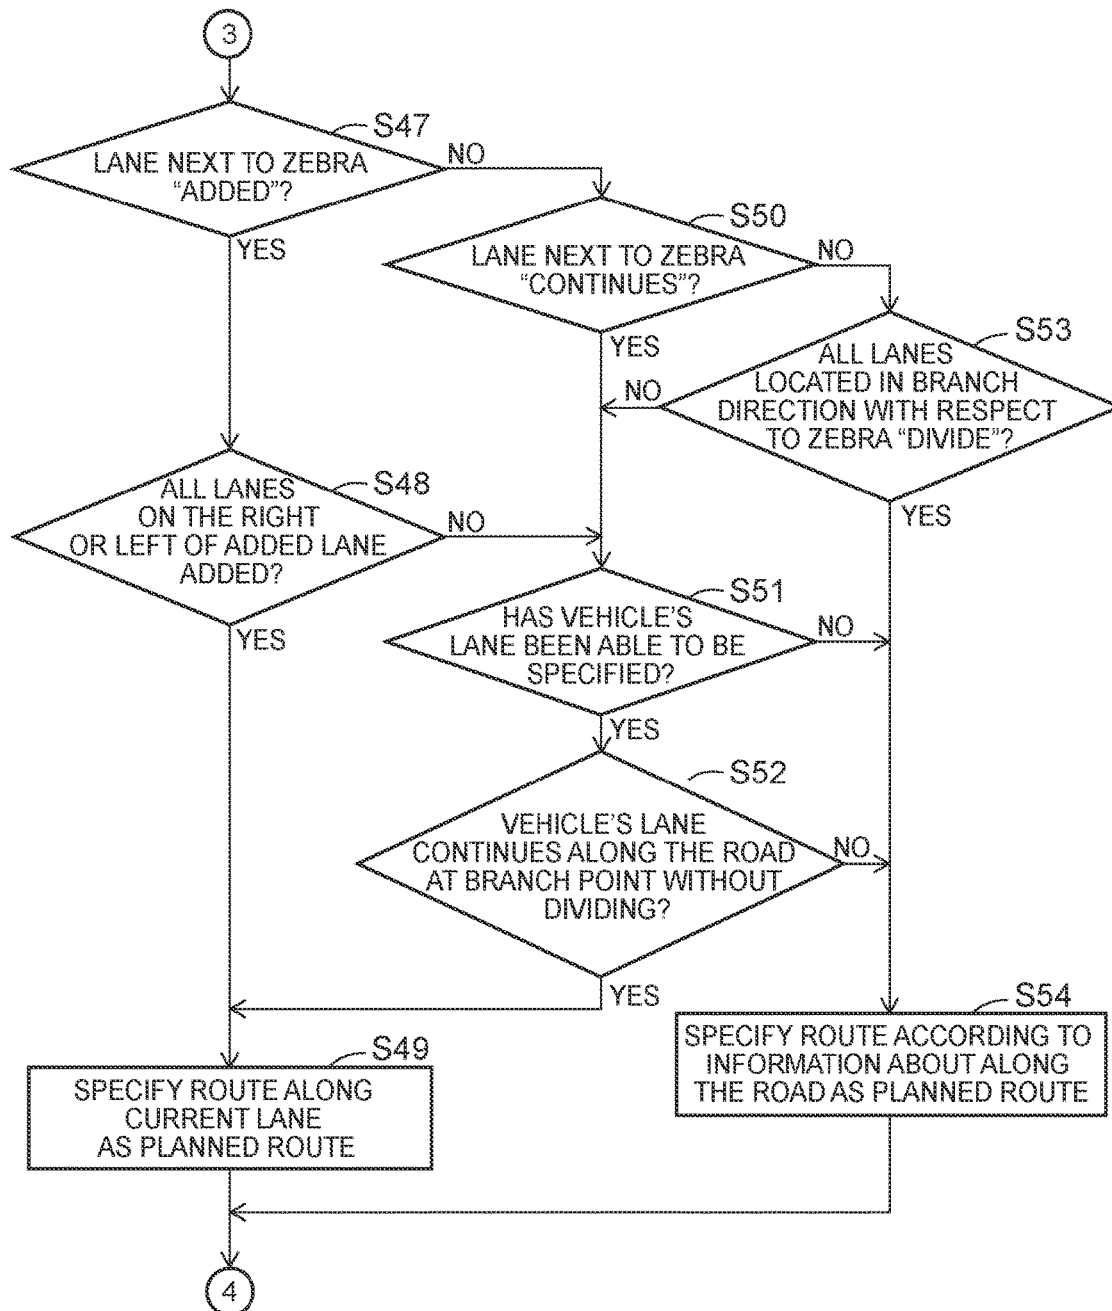 3
S47
LANE NEXT TO ZEBRA
"ADDED"?
NO
YES
S50
LANE NEXT TO ZEBRA
"CONTINUES"?
NO
YES
S53
ALL LANES
LOCATED IN BRANCH
DIRECTION WITH RESPECT
TO ZEBRA "DIVIDE"?
NO
YES
S48
ALL LANES
ON THE RIGHT
OR LEFT OF ADDED LANE
ADDED?
NO
YES
S51
HAS VEHICLE'S
LANE BEEN ABLE TO BE
SPECIFIED?
NO
YES
S52
VEHICLE'S LANE
CONTINUES ALONG THE ROAD
AT BRANCH POINT WITHOUT
DIVIDING?
NO
YES
S49
SPECIFY ROUTE ALONG
CURRENT LANE
AS PLANNED ROUTE
S54
SPECIFY ROUTE ACCORDING TO
INFORMATION ABOUT ALONG
THE ROAD AS PLANNED ROUTE
4